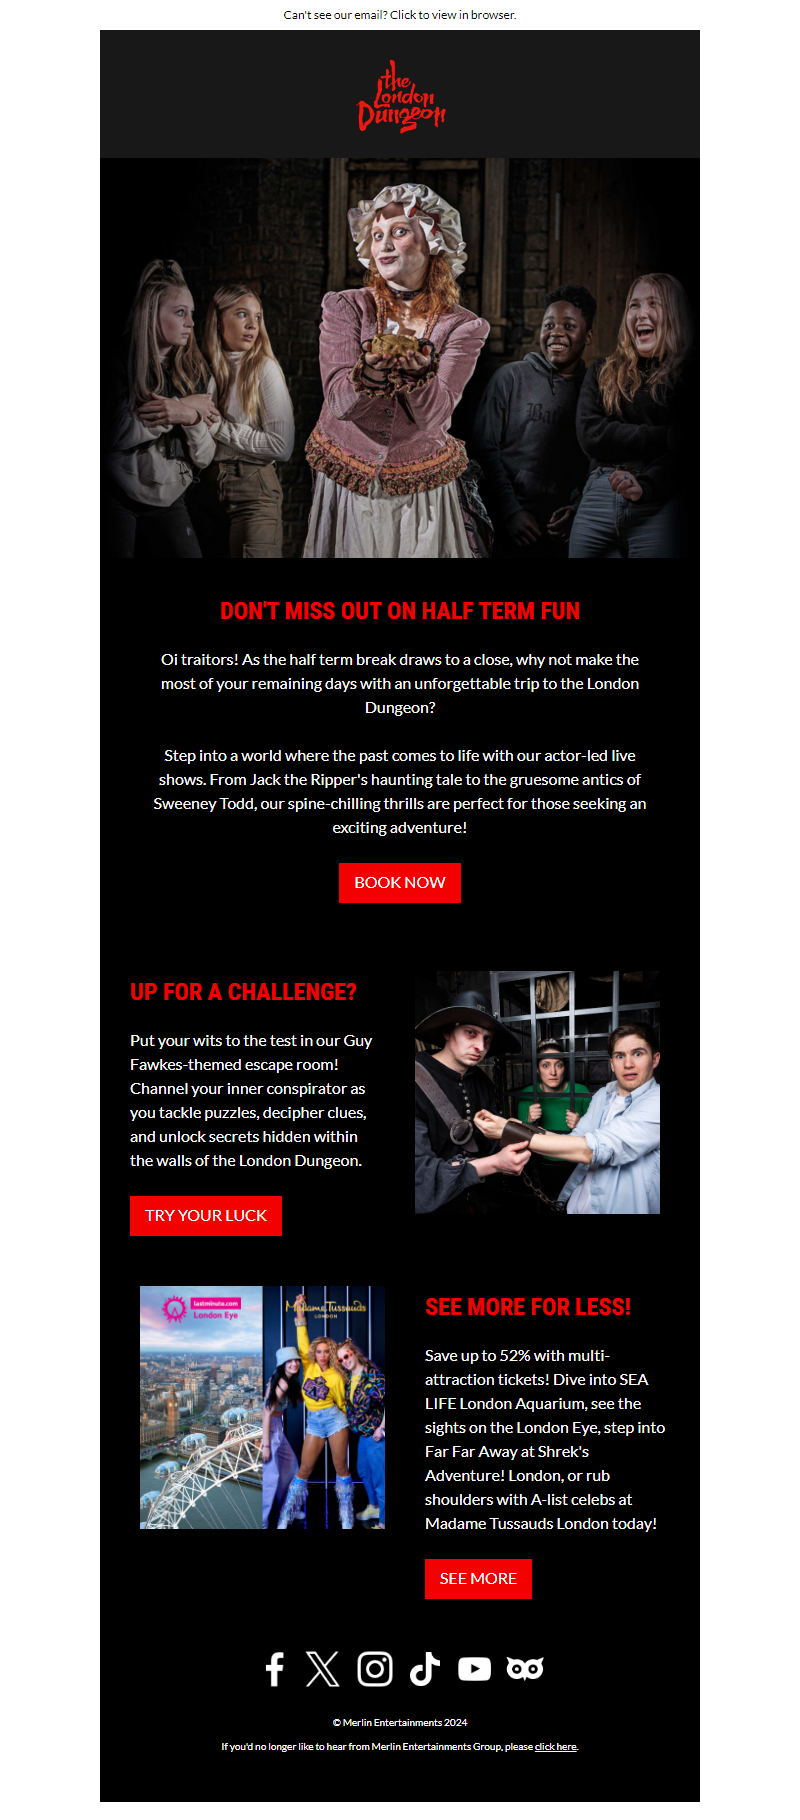 Can't see our email? Click to view in browser.
the
London
Dungeon
DON'T MISS OUT ON HALF TERM FUN
Oi traitors! As the half term break draws to a close, why not make the
most of your remaining days with an unforgettable trip to the London
Dungeon?
Step into a world where the past comes to life with our actor-led live
shows. From Jack the Ripper's haunting tale to the gruesome antics of
Sweeney Todd, our spine-chilling thrills are perfect for those seeking an
exciting adventure!
BOOK NOW
UP FOR A CHALLENGE?
Put your wits to the test in our Guy
Fawkes-themed escape room!
Channel your inner conspirator as
you tackle puzzles, decipher clues,
and unlock secrets hidden within
the walls of the London Dungeon.
TRY YOUR LUCK
lastminute.com
London Eye
Madame Tussauds
LONDON
SEE MORE FOR LESS!
Save up to 52% with multi-
attraction tickets! Dive into SEA
LIFE London Aquarium, see the
sights on the London Eye, step into
Far Far Away at Shrek's
Adventure! London, or rub
shoulders with A-list celebs at
Madame Tussauds London today!
SEE MORE
© Merlin Entertainments 2024
If you'd no longer like to hear from Merlin Entertainments Group, please click here.